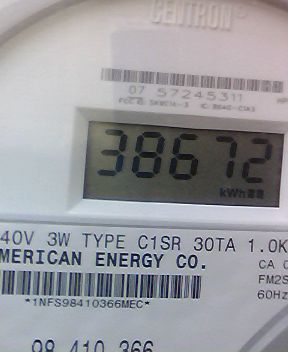 CENTRON®
07 57245311
38672
kWh
40V 3W TYPE C1SR 30TA 1.0K
MERICAN ENERGY CO.
CA 0
FM2S
60Hz
*1NFS98410366MEC*
98 410 366